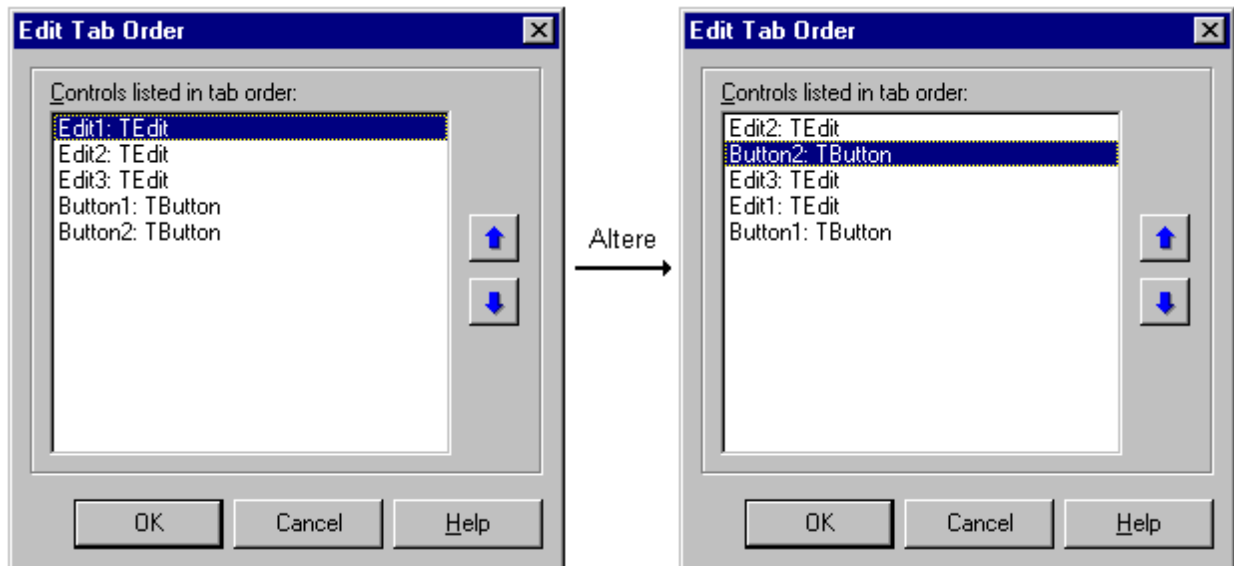 Edit Tab Order
Controls listed in tab order:
Edit1: TEdit
Edit2: TEdit
Edit3: TEdit
Button1: TButton
Button2: TButton
OK
Cancel
Help
Altere
Edit Tab Order
Controls listed in tab order:
Edit2: TEdit
Button2: TButton
Edit3: TEdit
Edit1: TEdit
Button1: TButton
OK
Cancel
Help